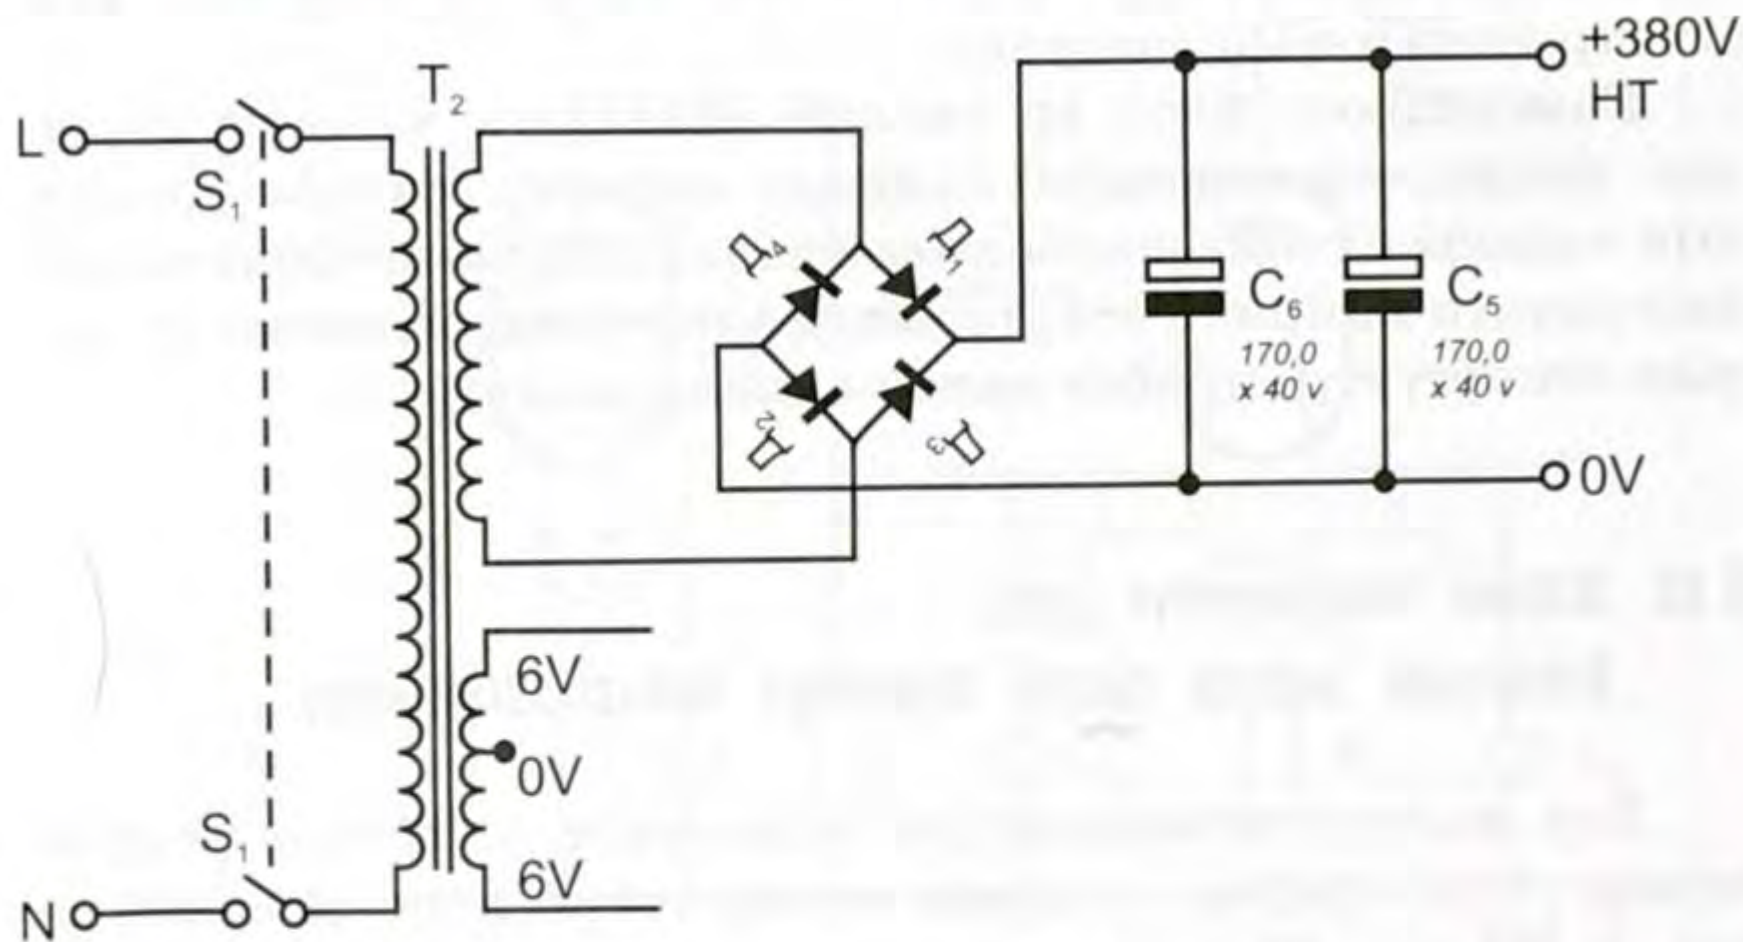 +380V
HT
L
T₂
S₁
Д₄
Д₁
C₆
170,0
x 40 v
C₅
170,0
x 40 v
Д₂
Д₃
0V
6V
0V
S₁
6V
N